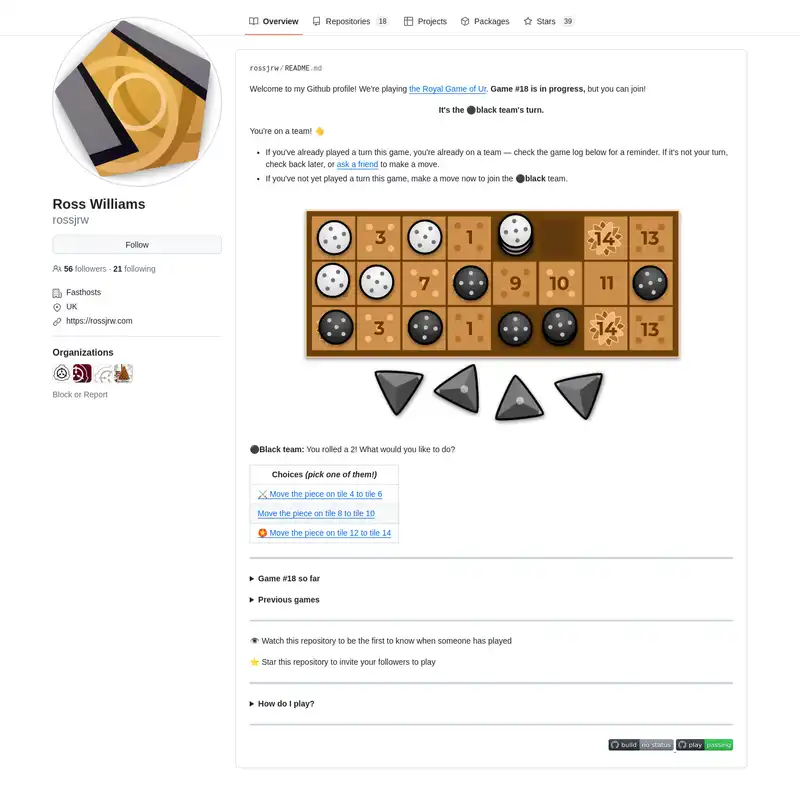 Overview
Repositories 18
Projects
Packages
Stars 39
Ross Williams
rossjrw
Follow
56 followers · 21 following
Fasthosts
UK
https://rossjrw.com
Organizations
Block or Report
rossjrw/README.md
Welcome to my Github profile! We're playing the Royal Game of Ur. Game #18 is in progress, but you can join!
It's the ⚫black team's turn.
You're on a team! 👋
• If you've already played a turn this game, you're already on a team — check the game log below for a reminder. If it's not your turn,
check back later, or ask a friend to make a move.
• If you've not yet played a turn this game, make a move now to join the ⚫black team.
3 1 14 13
7 9 10 11
3 1 14 13
⚫Black team: You rolled a 2! What would you like to do?
Choices (pick one of them!)
⚔ Move the piece on tile 4 to tile 6
Move the piece on tile 8 to tile 10
🏵 Move the piece on tile 12 to tile 14
Game #18 so far
Previous games
👁 Watch this repository to be the first to know when someone has played
⭐ Star this repository to invite your followers to play
How do I play?
build no status play passing